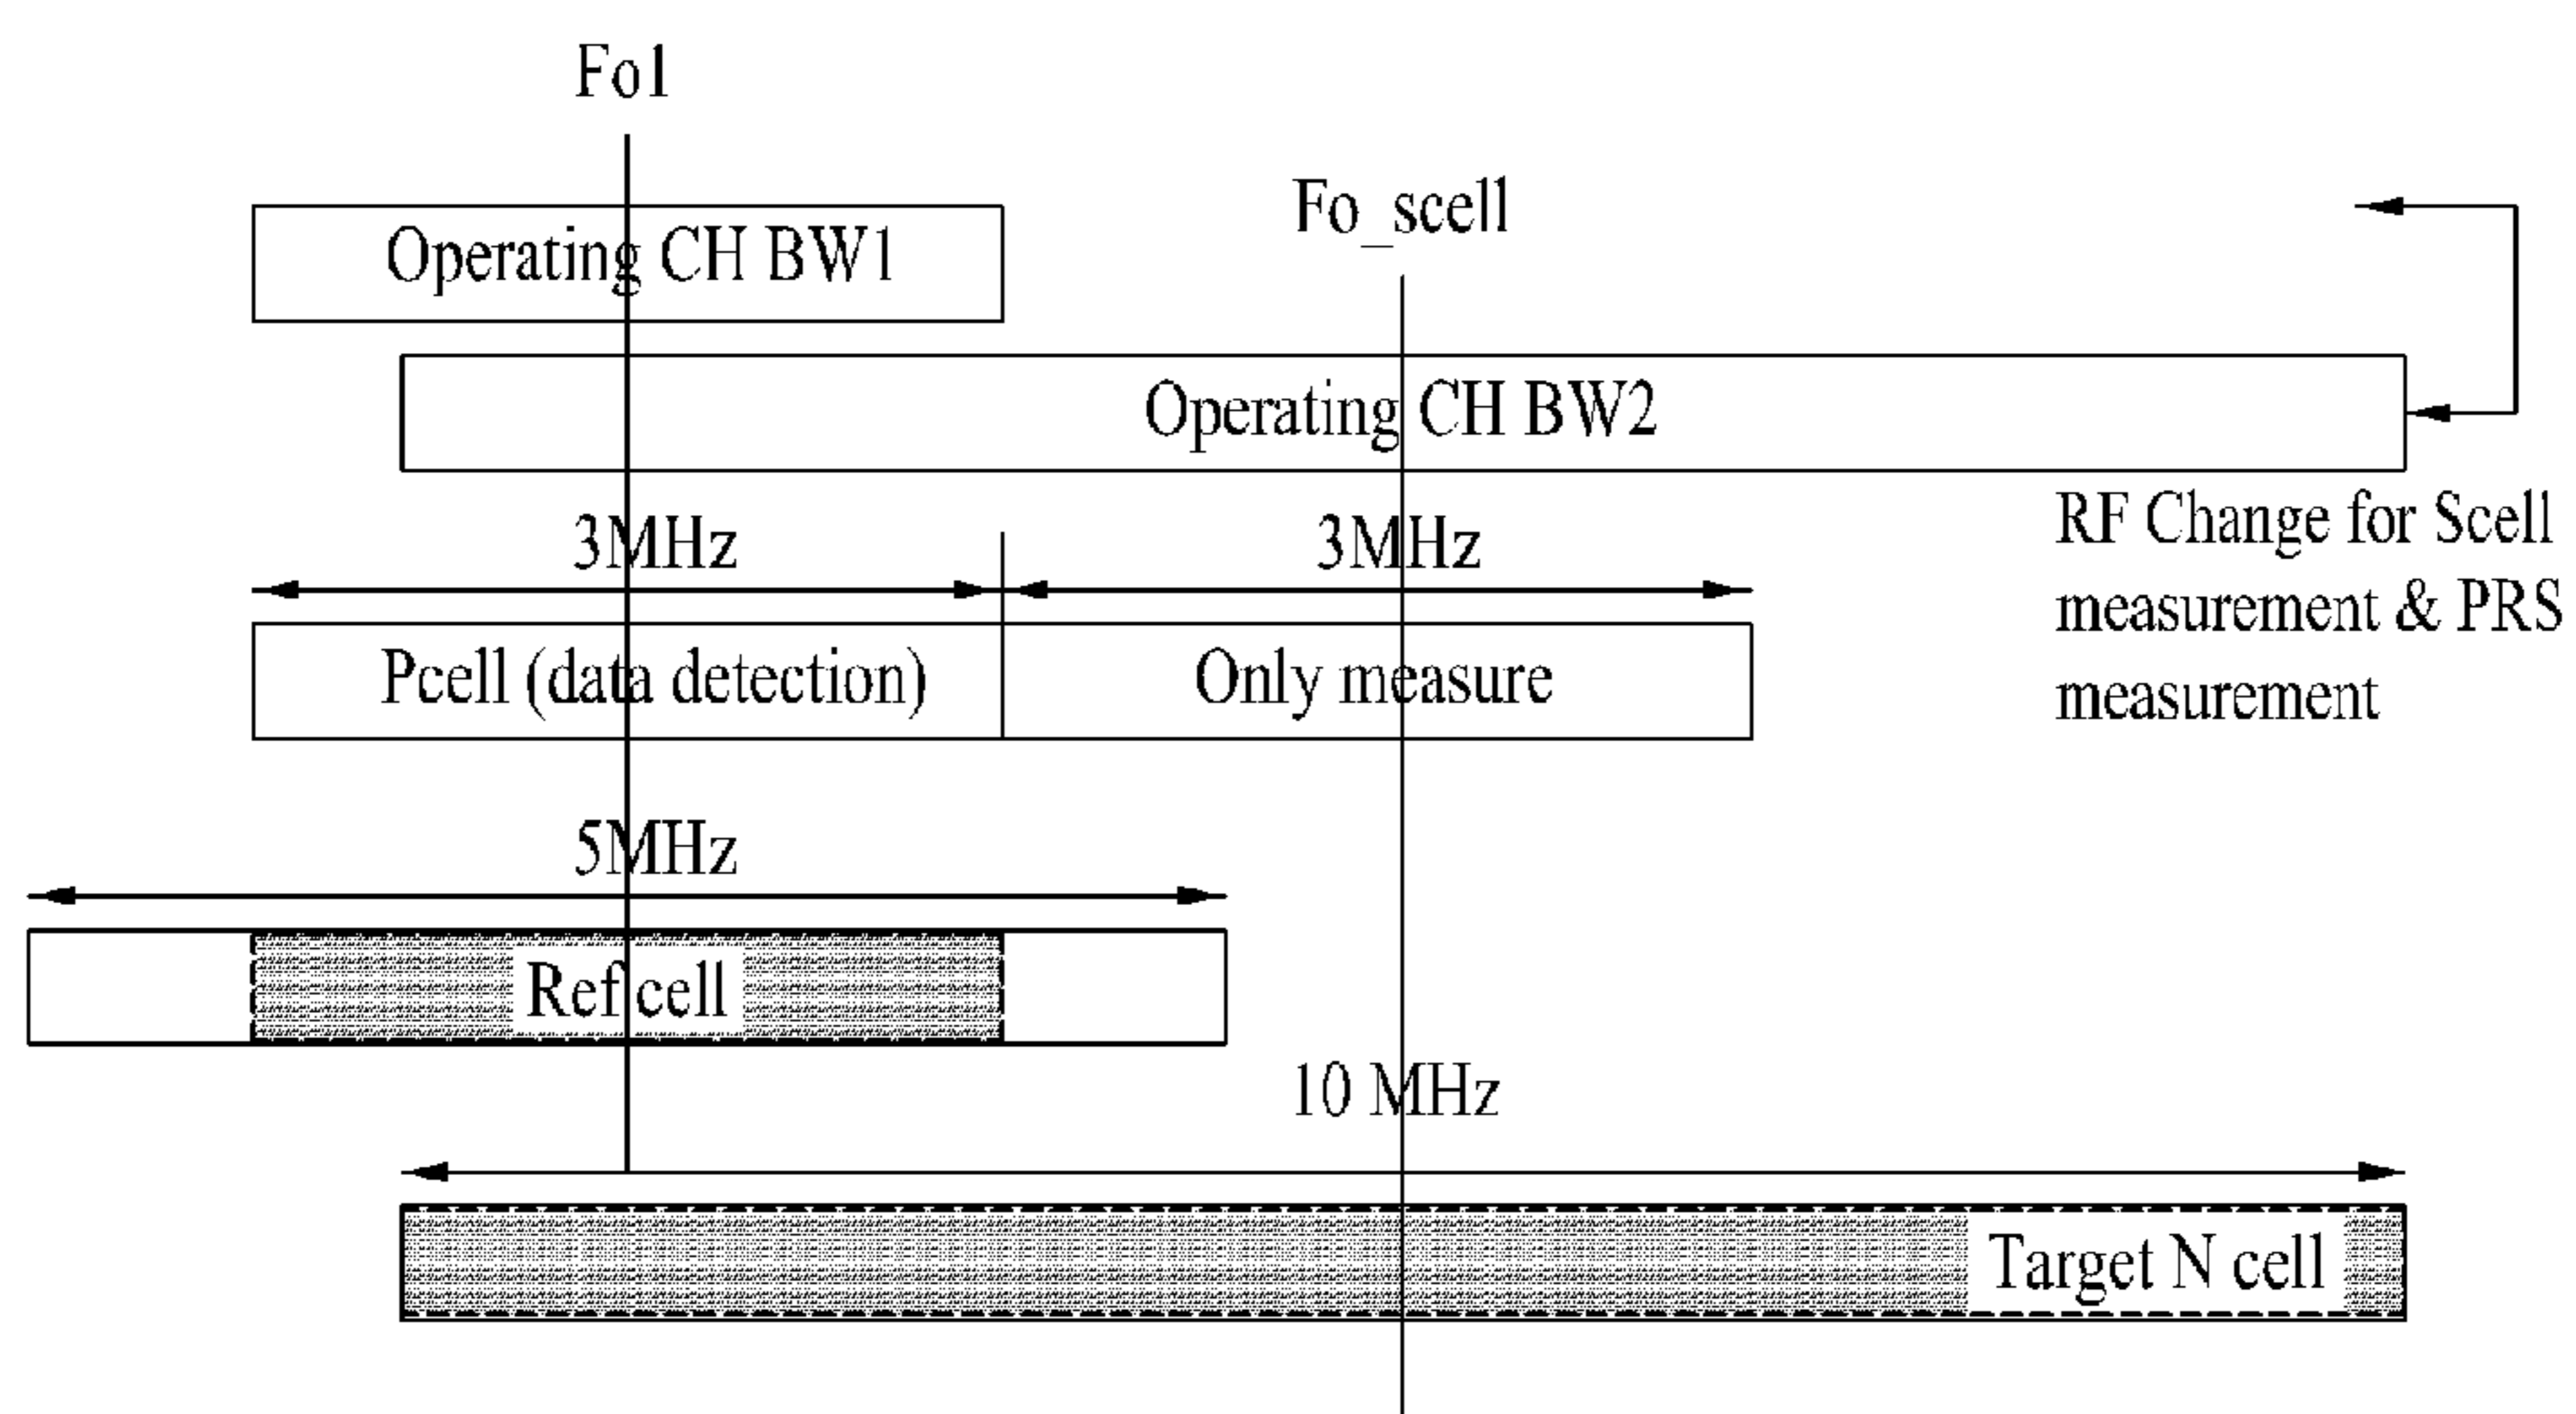 Fo1
Fo_scell
Operating CH BW1
Operating CH BW2
RF Change for Scell
measurement & PRS
measurement
3MHz
3MHz
Pcell (data detection)
Only measure
5MHz
Ref cell
10 MHz
Target N cell